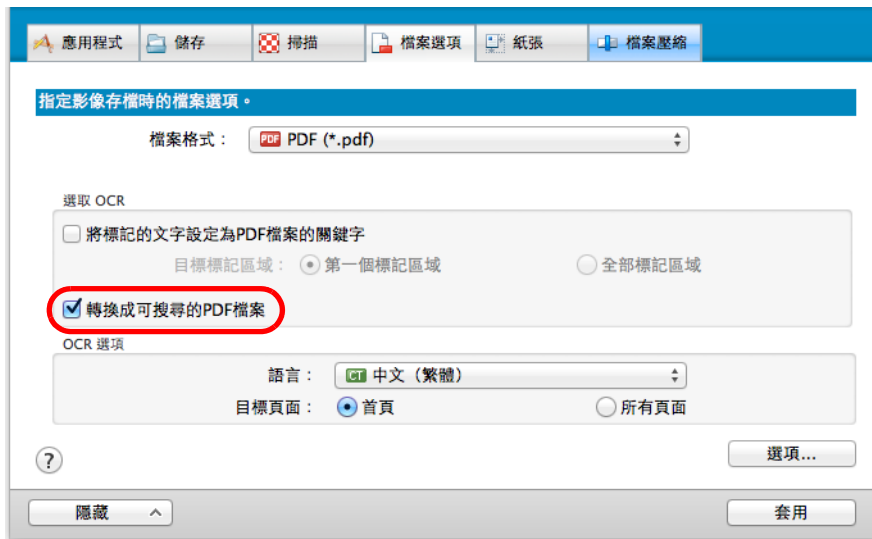 應用程式 儲存 掃描 檔案選項 紙張 檔案壓縮
指定影像存檔時的檔案選項。
檔案格式： PDF PDF (*.pdf)
選取 OCR
將標記的文字設定為PDF檔案的關鍵字
目標標記區域： 第一個標記區域 全部標記區域
轉換成可搜尋的PDF檔案
OCR 選項
語言： CT 中文（繁體）
目標頁面： 首頁 所有頁面
? 選項...
隱藏 套用